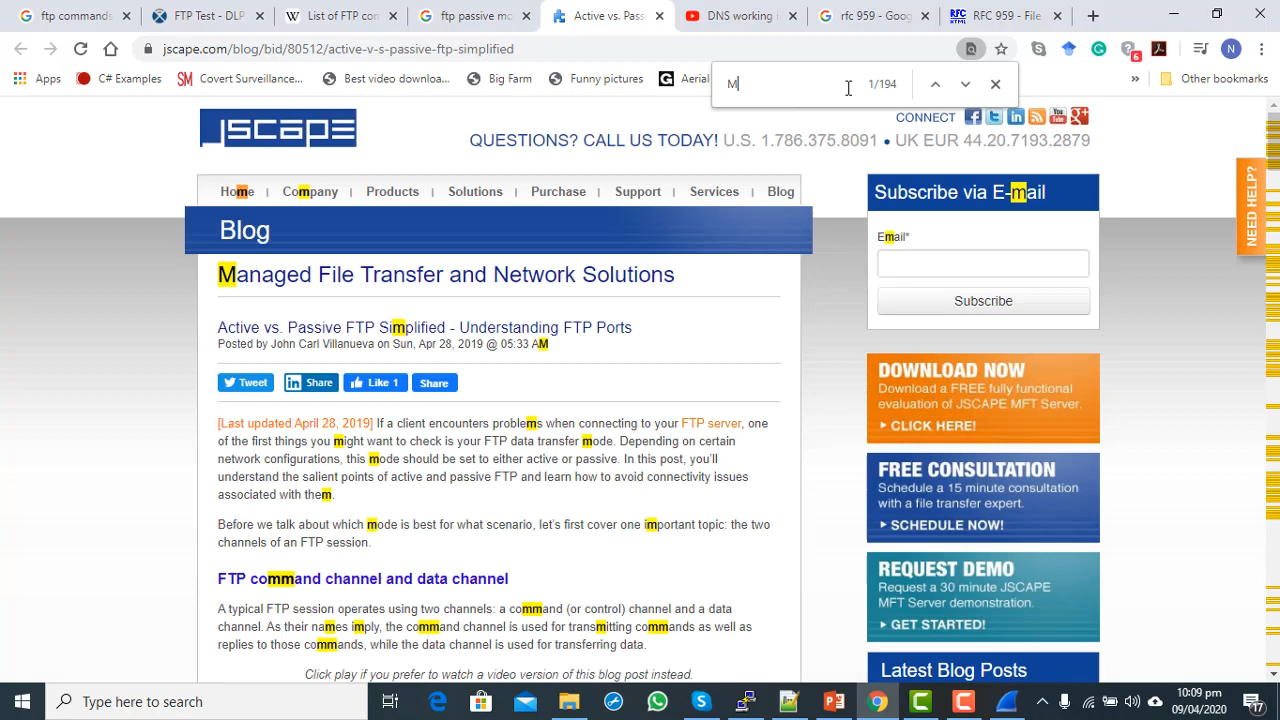 ftp commands
FTP Test - DLP
List of FTP co
ftp passive mo
Active vs. Pass
DNS working i
rfc 959 - Goog
RFC 959 - File
jscape.com/blog/bid/80512/active-v-s-passive-ftp-simplified
N
6
Apps
C# Examples
SM Covert Surveillance...
Best video download...
Big Farm
Funny pictures
G Aerial
»
Other bookmarks
M
1/194
JSCAPE
CONNECT
QUESTIONS? CALL US TODAY! U.S. 1.786.375.8091 • UK EUR 44.20.7193.2879
Home | Company | Products | Solutions | Purchase | Support | Services | Blog
Blog
Managed File Transfer and Network Solutions
Active vs. Passive FTP Simplified - Understanding FTP Ports
Posted by John Carl Villanueva on Sun, Apr 28, 2019 @ 05:33 AM
Tweet
in Share
Like 1
Share
[Last updated April 28, 2019] If a client encounters problems when connecting to your FTP server, one
of the first things you might want to check is your FTP data transfer mode. Depending on certain
network configurations, this mode should be set to either active or passive. In this post, you'll
understand the salient points of active and passive FTP and learn how to avoid connectivity issues
associated with them.
Before we talk about which mode is best for what scenario, let's first cover one important topic: the two
channels of an FTP session.
FTP command channel and data channel
A typical FTP session operates using two channels: a command (or control) channel and a data
channel. As their names imply, the command channel is used for transmitting commands as well as
replies to those commands, while the data channel is used for transferring data.
Click play if you prefer to watch a video version of this blog post instead.
Subscribe via E-mail
Email*
Subscribe
NEED HELP?
DOWNLOAD NOW
Download a FREE fully functional
evaluation of JSCAPE MFT Server.
CLICK HERE!
FREE CONSULTATION
Schedule a 15 minute consultation
with a file transfer expert.
SCHEDULE NOW!
REQUEST DEMO
Request a 30 minute JSCAPE
MFT Server demonstration.
GET STARTED!
Latest Blog Posts
Type here to search
10:09 pm
09/04/2020
17